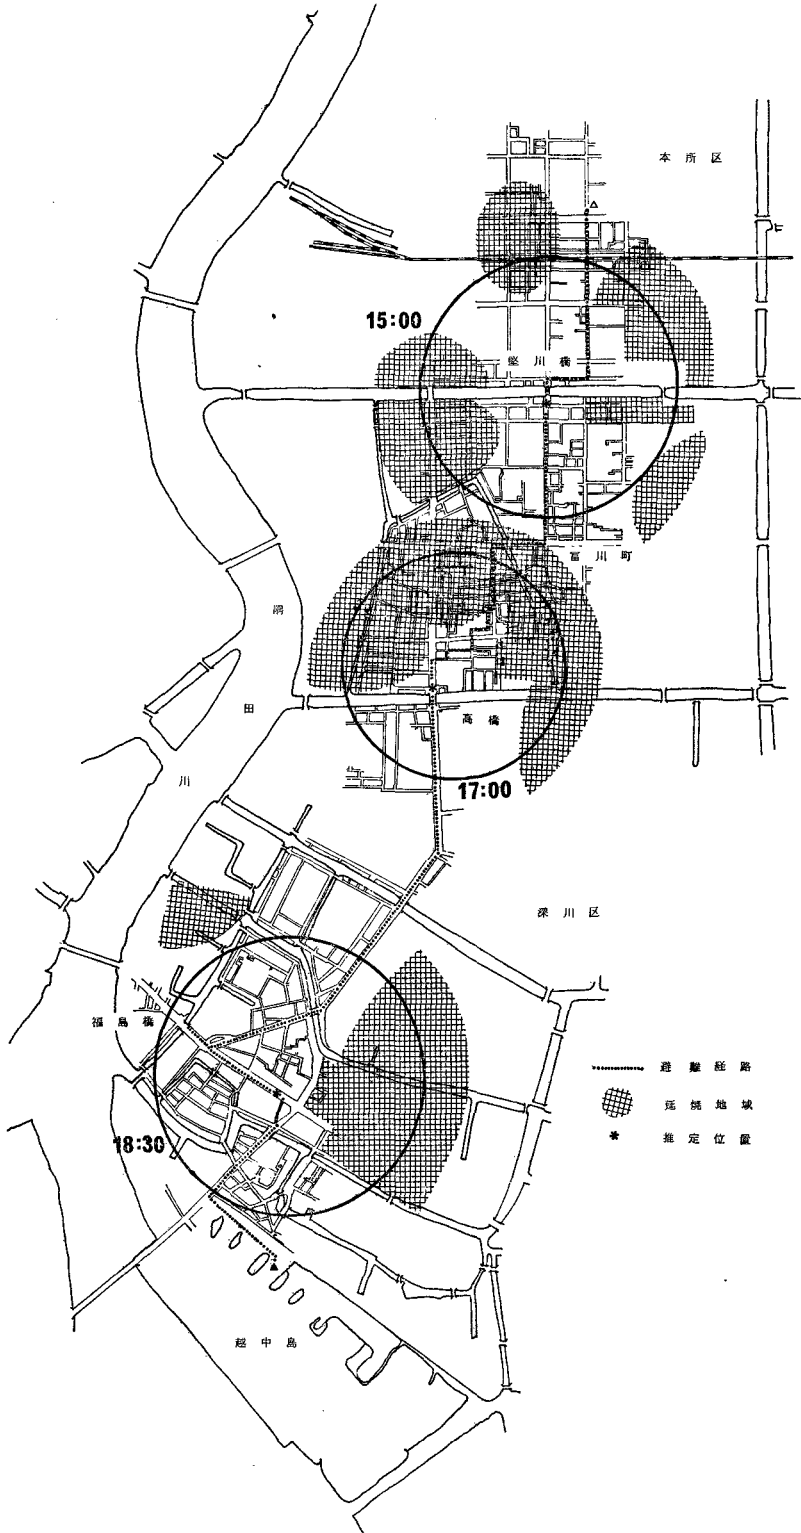 本所区
15:00
竪川橋
富川町
隅田川
高橋
17:00
深川区
福島橋
避難経路
延焼地域
推定位置
18:30
越中島